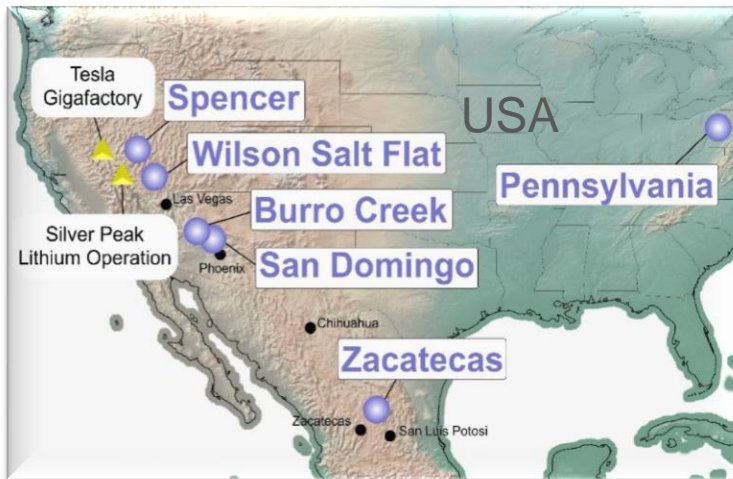 Tesla
Gigafactory
Spencer
USA
Wilson Salt Flat
Pennsylvania
Las Vegas
Burro Creek
Silver Peak
Lithium Operation
San Domingo
Phoenix
Chihuahua
Zacatecas
Zacatecas
San Luis Potosi